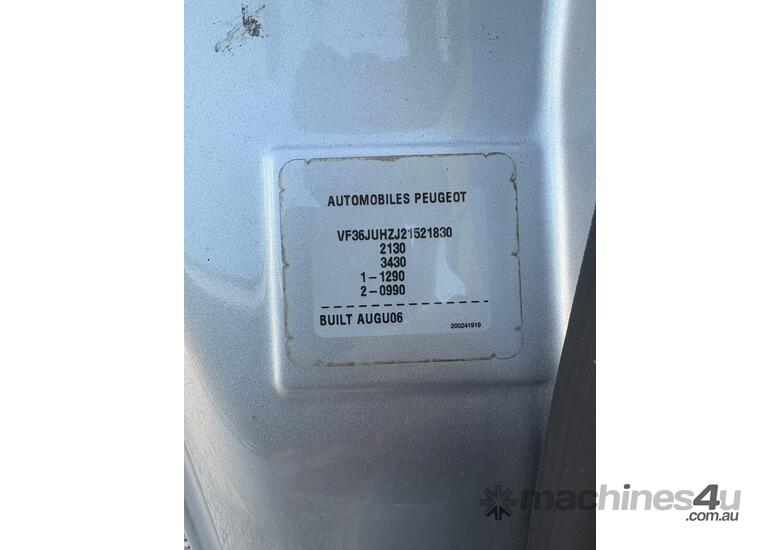 AUTOMOBILES PEUGEOT
VF36JUHZJ21521830
2130
3430
1-1290
2-0990
BUILT AUGU06
200241919
machines4u
.com.au